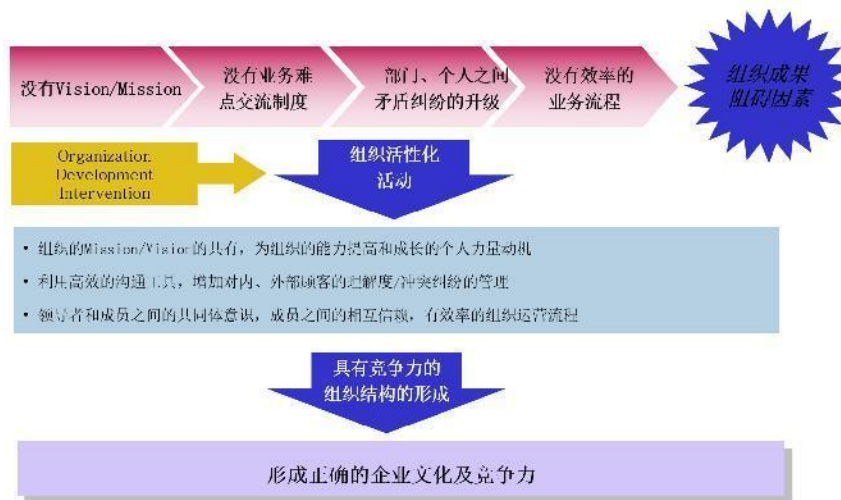 没有Vision/Mission
没有业务难
点交流制度
部门、个人之间
矛盾纠纷的升级
没有效率的
业务流程
组织成果
阻码因素
Organization
Development
Intervention
组织活性化
活动
• 组织的Mission/Vision的共有，为组织的能力提高和成长的个人力量动机
• 利用高效的沟通工具，增加对内、外部顾客的理解度/冲突纠纷的管理
• 领导者和成员之间的共同体意识，成员之间的相互信赖，有效率的组织运营流程
具有竞争力的
组织结构的形成
形成正确的企业文化及竞争力